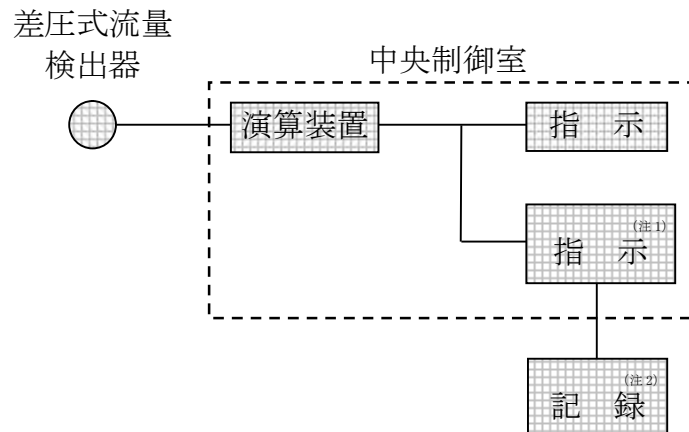 差圧式流量
検出器
中央制御室
演算装置
指 示
(注1)
指 示
(注2)
記 録